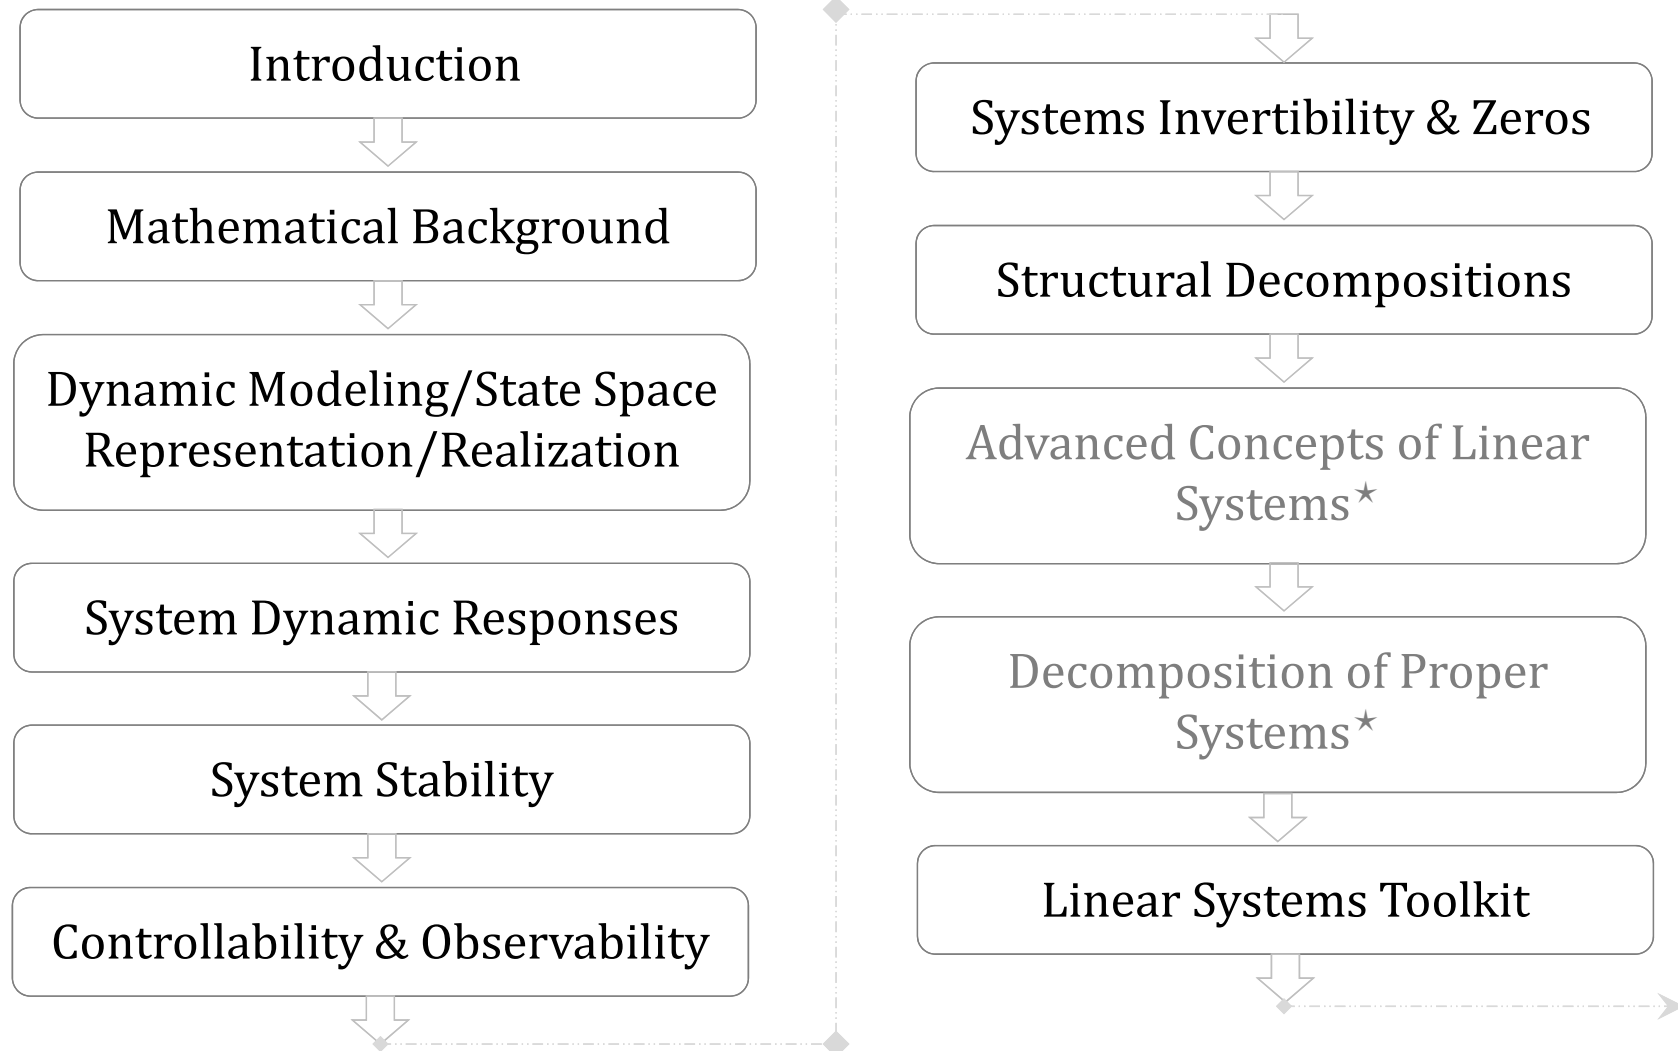 Introduction
Mathematical Background
Dynamic Modeling/State Space
Representation/Realization
System Dynamic Responses
System Stability
Controllability & Observability
Systems Invertibility & Zeros
Structural Decompositions
Advanced Concepts of Linear
Systems★
Decomposition of Proper
Systems★
Linear Systems Toolkit